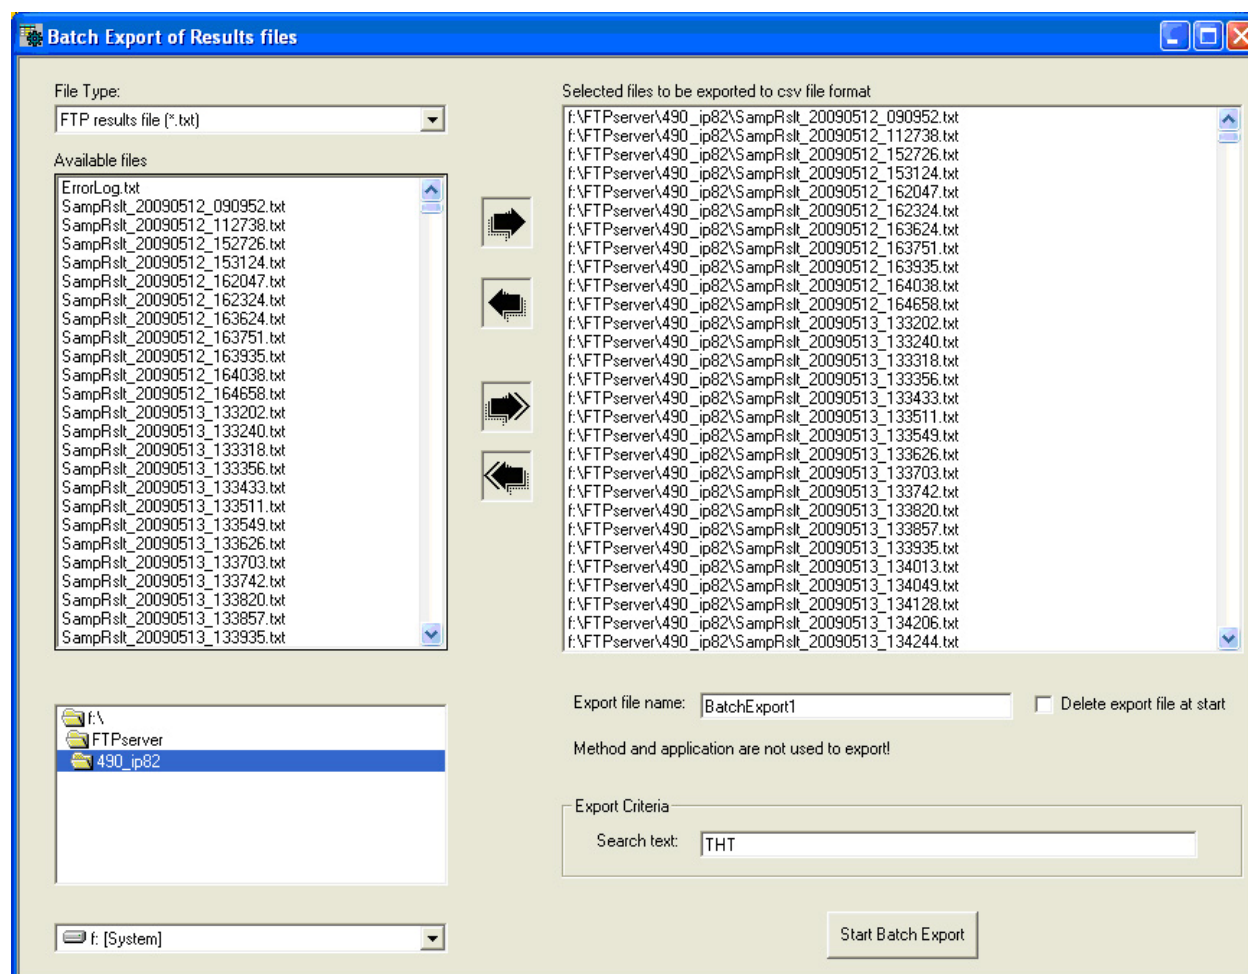 Batch Export of Results files
File Type:
FTP results file (*.txt)
Available files
ErrorLog.txt
SampRslt_20090512_090952.txt
SampRslt_20090512_112738.txt
SampRslt_20090512_152726.txt
SampRslt_20090512_153124.txt
SampRslt_20090512_162047.txt
SampRslt_20090512_162324.txt
SampRslt_20090512_163624.txt
SampRslt_20090512_163751.txt
SampRslt_20090512_163935.txt
SampRslt_20090512_164038.txt
SampRslt_20090512_164658.txt
SampRslt_20090513_133202.txt
SampRslt_20090513_133240.txt
SampRslt_20090513_133318.txt
SampRslt_20090513_133356.txt
SampRslt_20090513_133433.txt
SampRslt_20090513_133511.txt
SampRslt_20090513_133549.txt
SampRslt_20090513_133626.txt
SampRslt_20090513_133703.txt
SampRslt_20090513_133742.txt
SampRslt_20090513_133820.txt
SampRslt_20090513_133857.txt
SampRslt_20090513_133935.txt
f:\
FTPserver
490_ip82
f: [System]
Selected files to be exported to csv file format
f:\FTPserver\490_ip82\SampRslt_20090512_090952.txt
f:\FTPserver\490_ip82\SampRslt_20090512_112738.txt
f:\FTPserver\490_ip82\SampRslt_20090512_152726.txt
f:\FTPserver\490_ip82\SampRslt_20090512_153124.txt
f:\FTPserver\490_ip82\SampRslt_20090512_162047.txt
f:\FTPserver\490_ip82\SampRslt_20090512_162324.txt
f:\FTPserver\490_ip82\SampRslt_20090512_163624.txt
f:\FTPserver\490_ip82\SampRslt_20090512_163751.txt
f:\FTPserver\490_ip82\SampRslt_20090512_163935.txt
f:\FTPserver\490_ip82\SampRslt_20090512_164038.txt
f:\FTPserver\490_ip82\SampRslt_20090512_164658.txt
f:\FTPserver\490_ip82\SampRslt_20090513_133202.txt
f:\FTPserver\490_ip82\SampRslt_20090513_133240.txt
f:\FTPserver\490_ip82\SampRslt_20090513_133318.txt
f:\FTPserver\490_ip82\SampRslt_20090513_133356.txt
f:\FTPserver\490_ip82\SampRslt_20090513_133433.txt
f:\FTPserver\490_ip82\SampRslt_20090513_133511.txt
f:\FTPserver\490_ip82\SampRslt_20090513_133549.txt
f:\FTPserver\490_ip82\SampRslt_20090513_133626.txt
f:\FTPserver\490_ip82\SampRslt_20090513_133703.txt
f:\FTPserver\490_ip82\SampRslt_20090513_133742.txt
f:\FTPserver\490_ip82\SampRslt_20090513_133820.txt
f:\FTPserver\490_ip82\SampRslt_20090513_133857.txt
f:\FTPserver\490_ip82\SampRslt_20090513_133935.txt
f:\FTPserver\490_ip82\SampRslt_20090513_134013.txt
f:\FTPserver\490_ip82\SampRslt_20090513_134049.txt
f:\FTPserver\490_ip82\SampRslt_20090513_134128.txt
f:\FTPserver\490_ip82\SampRslt_20090513_134206.txt
f:\FTPserver\490_ip82\SampRslt_20090513_134244.txt
Export file name: BatchExport1 Delete export file at start
Method and application are not used to export!
Export Criteria
Search text: THT
Start Batch Export